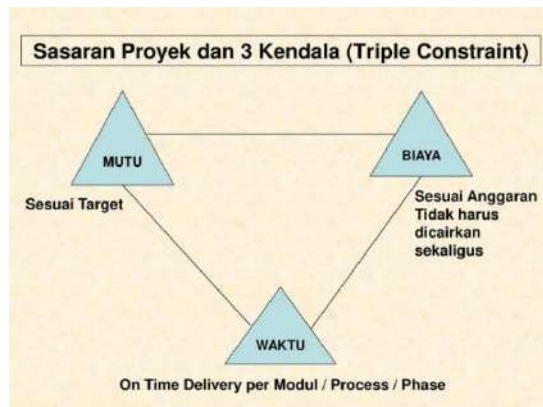 Sasaran Proyek dan 3 Kendala (Triple Constraint)
MUTU
BIAYA
Sesuai Target
Sesuai Anggaran
Tidak harus
dicairkan
sekaligus
WAKTU
On Time Delivery per Modul / Process / Phase